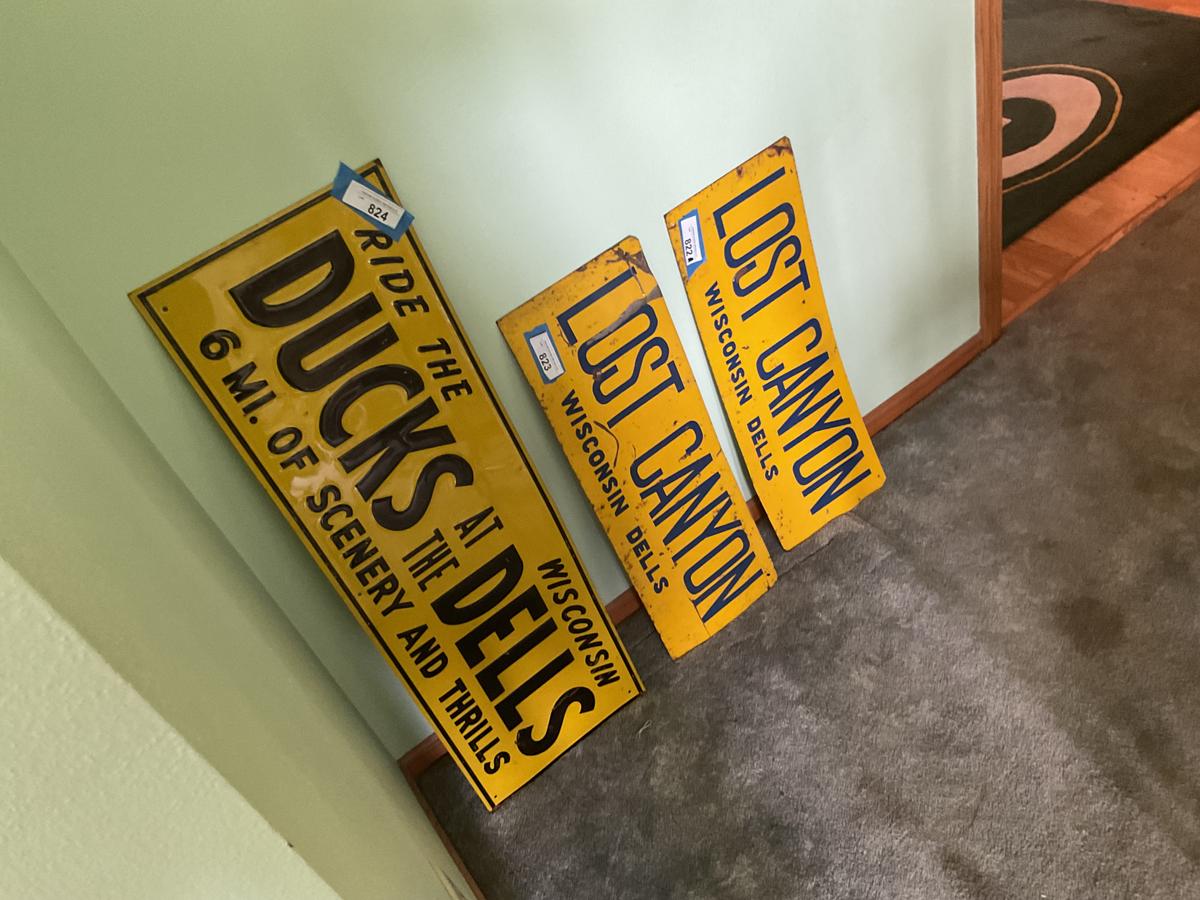 824
RIDE THE
DUCKS AT THE WISCONSIN DELLS
6 MI. OF SCENERY AND THRILLS
823
LOST CANYON
WISCONSIN DELLS
822
LOST CANYON
WISCONSIN DELLS